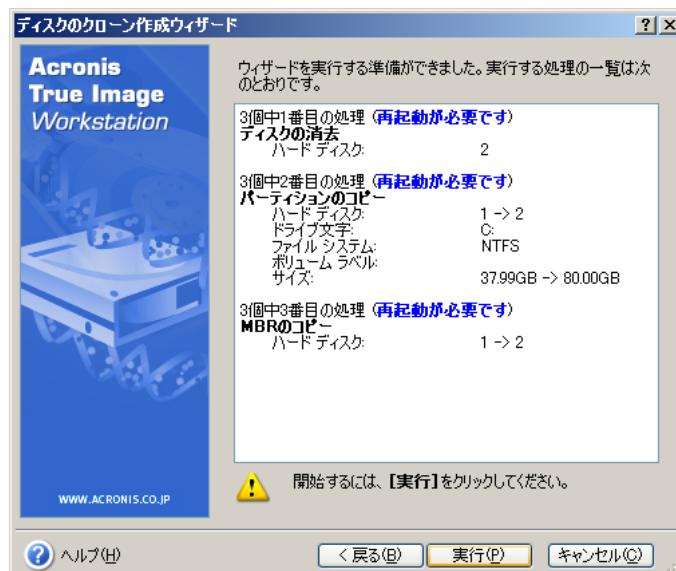 ディスクのクローン作成ウィザード
Acronis
True Image
Workstation
ウィザードを実行する準備ができました。実行する処理の一覧は次
のとおりです。
3個中1番目の処理 (再起動が必要です)
ディスクの消去
ハード ディスク: 2
3個中2番目の処理 (再起動が必要です)
パーティションのコピー
ハード ディスク: 1 -> 2
ドライブ文字: C:
ファイル システム: NTFS
ボリューム ラベル:
サイズ: 37.99GB -> 80.00GB
3個中3番目の処理 (再起動が必要です)
MBRのコピー
ハード ディスク: 1 -> 2
開始するには、[実行]をクリックしてください。
WWW.ACRONIS.CO.JP
ヘルプ(H)
< 戻る(B)
実行(P)
キャンセル(C)